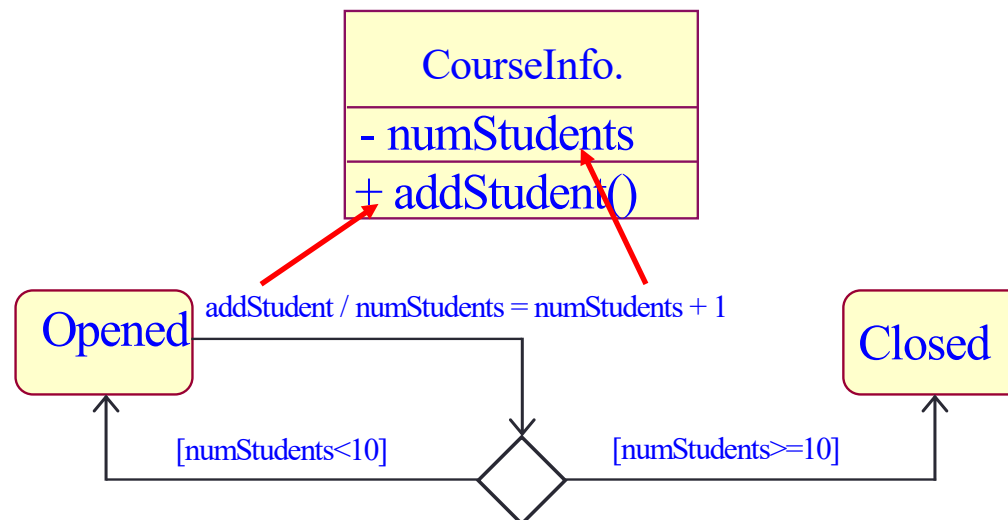 CourseInfo.
- numStudents
+ addStudent()
addStudent / numStudents = numStudents + 1
Opened
Closed
[numStudents<10]
[numStudents>=10]